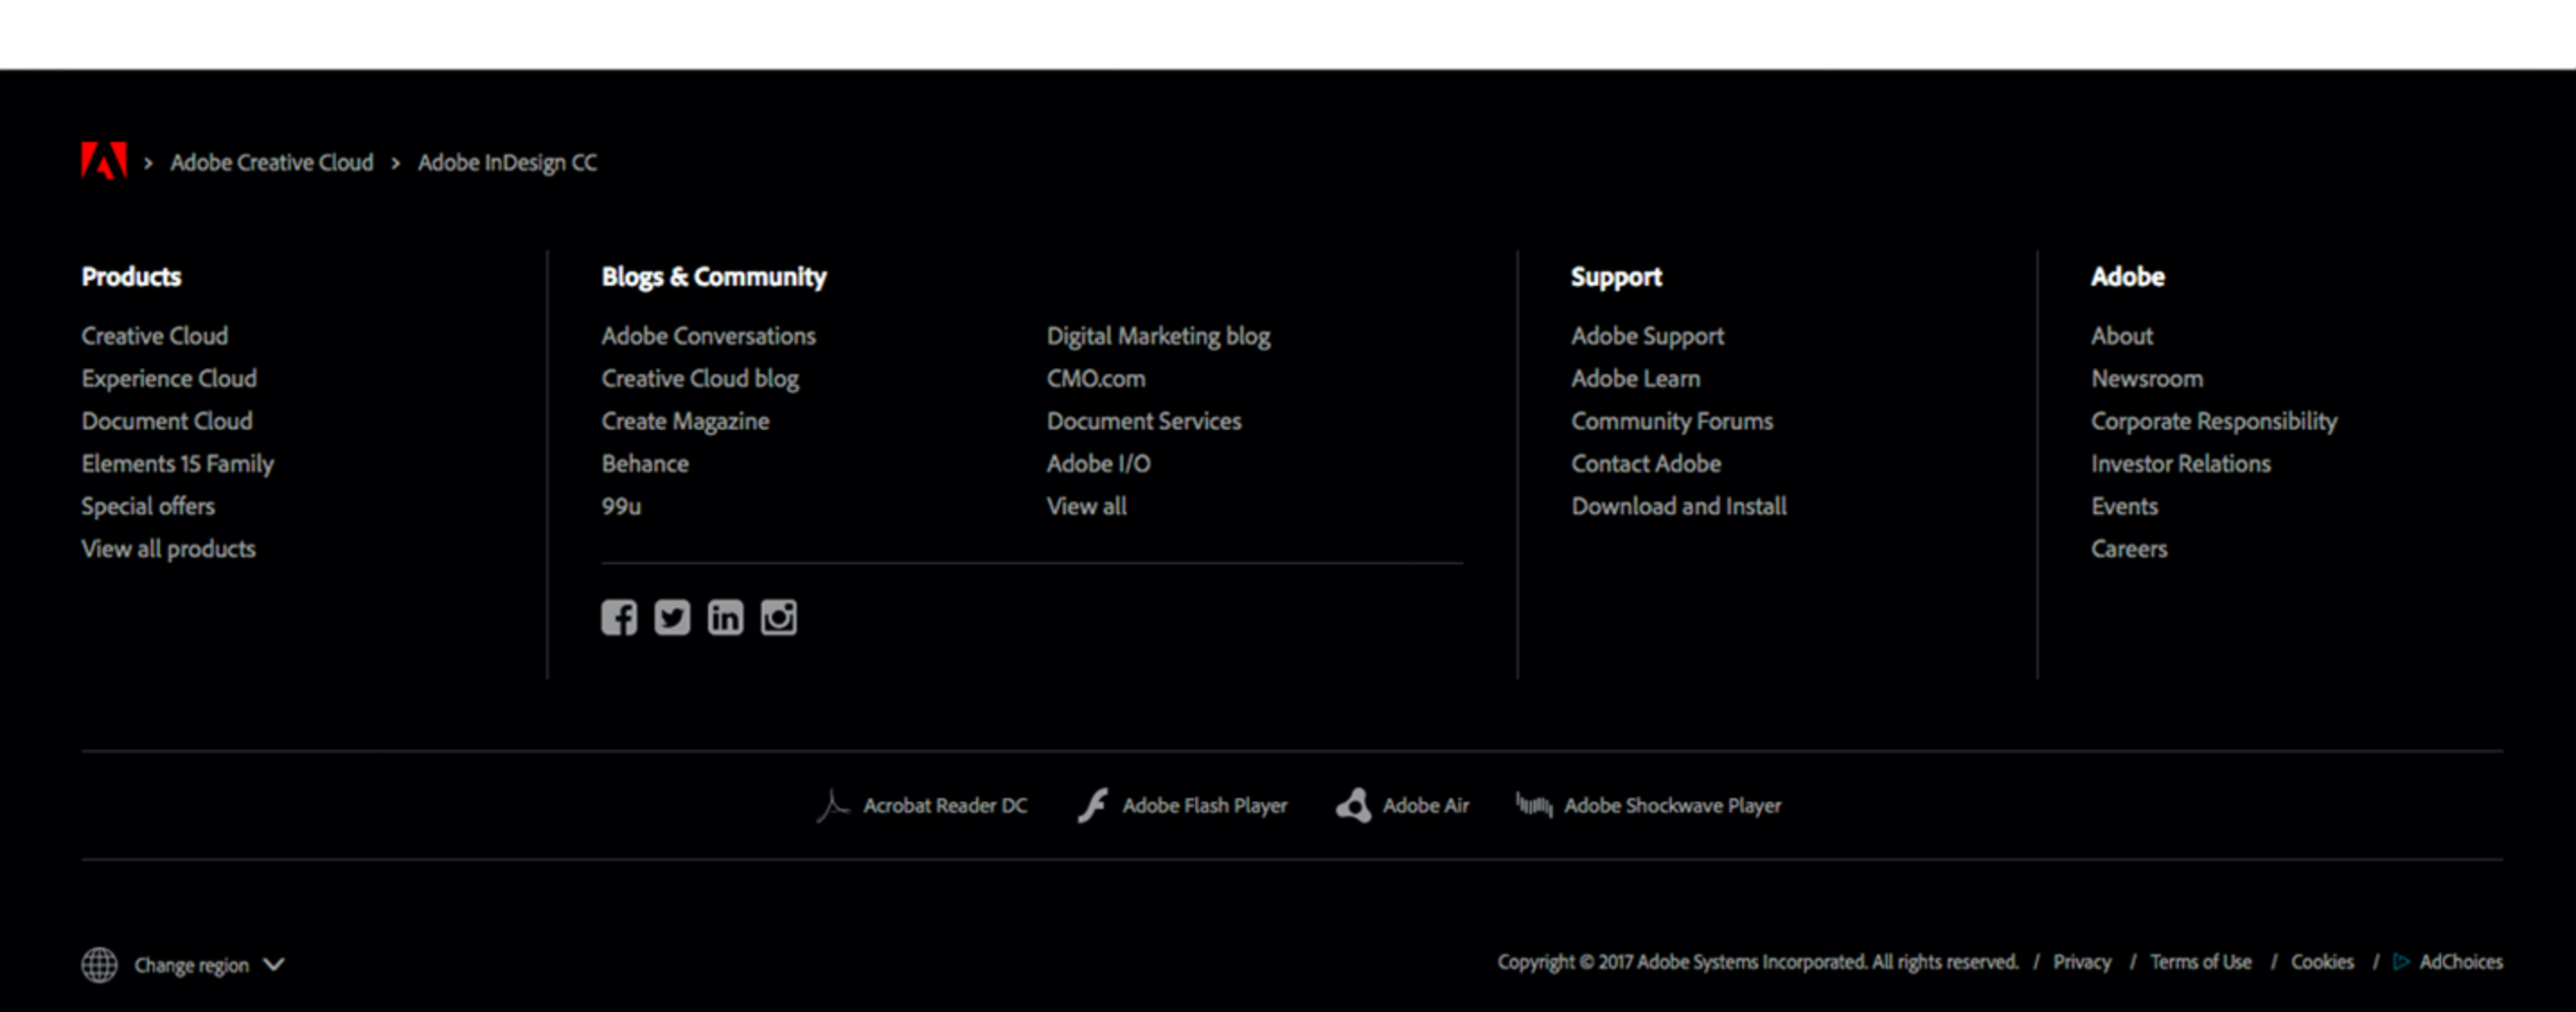 > Adobe Creative Cloud > Adobe InDesign CC
Products
Creative Cloud
Experience Cloud
Document Cloud
Elements 15 Family
Special offers
View all products
Blogs & Community
Adobe Conversations
Creative Cloud blog
Create Magazine
Behance
99u
Digital Marketing blog
CMO.com
Document Services
Adobe I/O
View all
Support
Adobe Support
Adobe Learn
Community Forums
Contact Adobe
Download and Install
Adobe
About
Newsroom
Corporate Responsibility
Investor Relations
Events
Careers
Acrobat Reader DC Adobe Flash Player Adobe Air Adobe Shockwave Player
Change region
Copyright © 2017 Adobe Systems Incorporated. All rights reserved. / Privacy / Terms of Use / Cookies / AdChoices